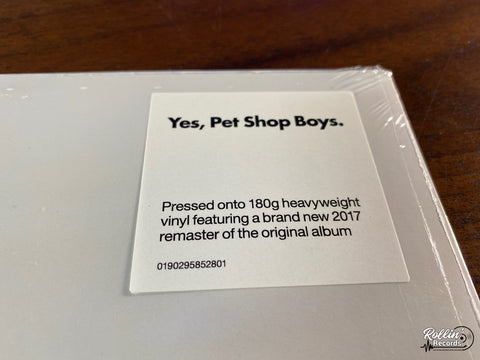 Yes, Pet Shop Boys.
Pressed onto 180g heavyweight
vinyl featuring a brand new 2017
remaster of the original album
0190295852801
Rollin
Records